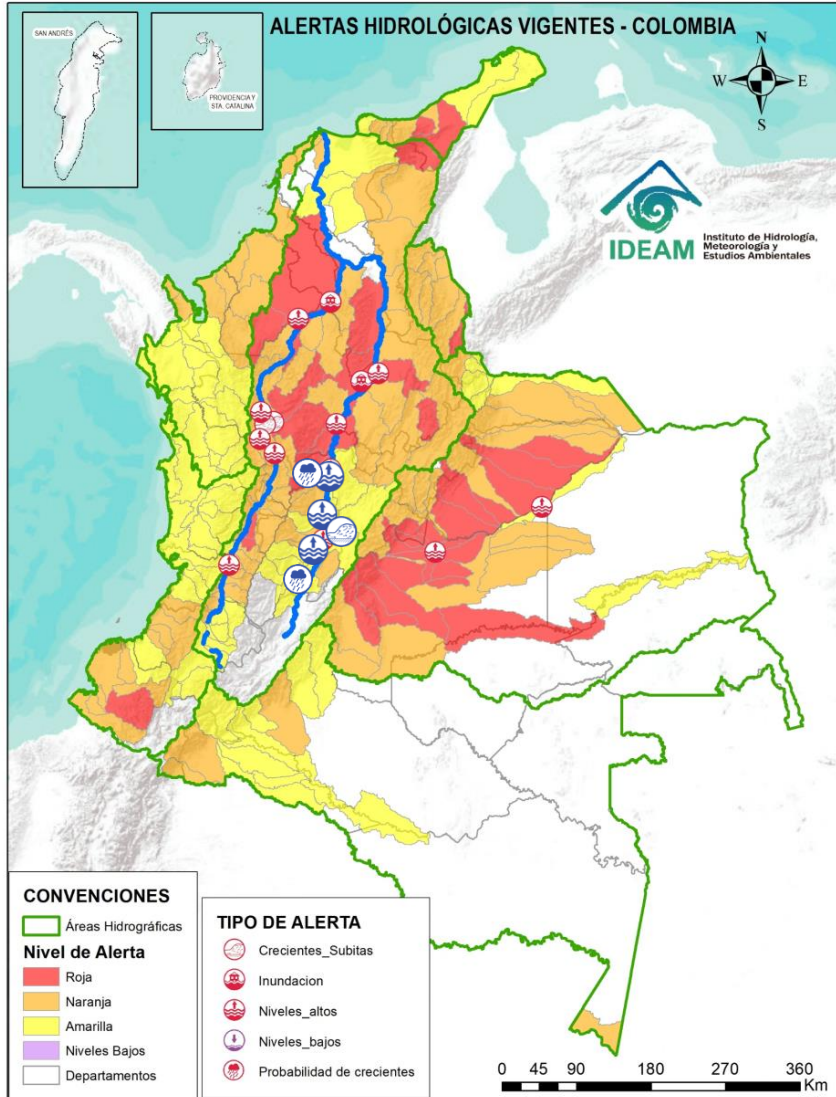 ALERTAS HIDROLÓGICAS VIGENTES - COLOMBIA
SAN ANDRÉS
PROVIDENCIA Y
STA. CATALINA
N
W
E
S
IDEAM
Instituto de Hidrología,
Meteorología y
Estudios Ambientales
CONVENCIONES
Áreas Hidrográficas
Nivel de Alerta
Roja
Naranja
Amarilla
Niveles Bajos
Departamentos
TIPO DE ALERTA
Crecientes_Subitas
Inundacion
Niveles_altos
Niveles_bajos
Probabilidad de crecientes
0 45 90 180 270 360
Km